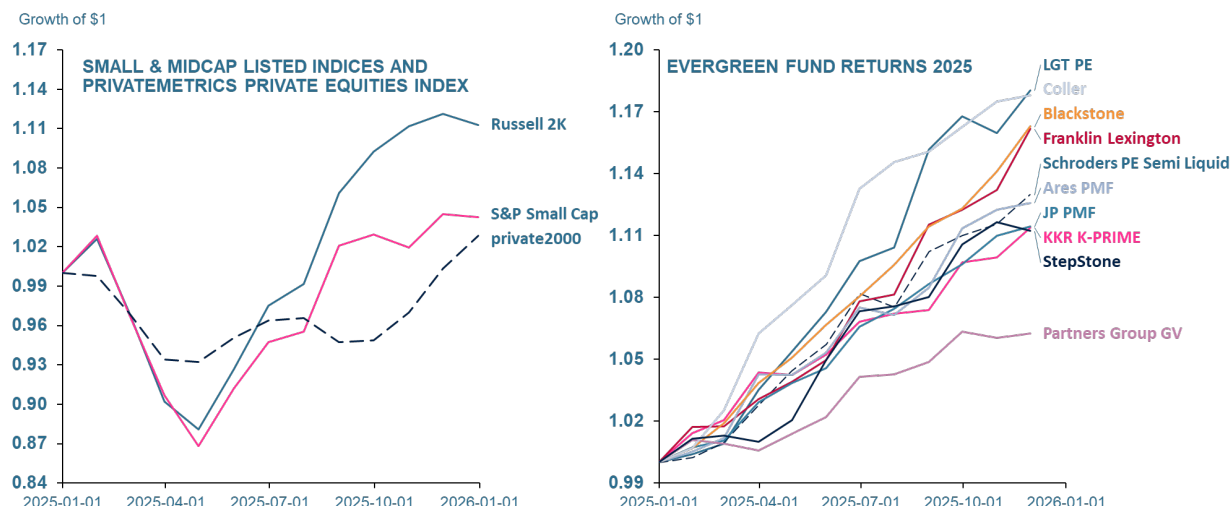 Growth of $1
1.17
1.14
1.11
1.08
1.05
1.02
0.99
0.96
0.93
0.90
0.87
0.84
SMALL & MIDCAP LISTED INDICES AND
PRIVATEMETRICS PRIVATE EQUITIES INDEX
Russell 2K
S&P Small Cap
private2000
2025-01-01
2025-04-01
2025-07-01
2025-10-01
2026-01-01
Growth of $1
1.20
1.17
1.14
1.11
1.08
1.05
1.02
0.99
EVERGREEN FUND RETURNS 2025
LGT PE
Coller
Blackstone
Franklin Lexington
Schroders PE Semi Liquid
Ares PMF
JP PMF
KKR K-PRIME
StepStone
Partners Group GV
2025-01-01
2025-04-01
2025-07-01
2025-10-01
2026-01-01